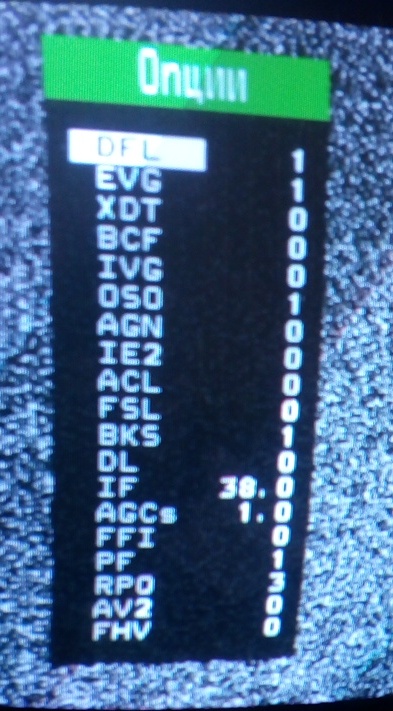 Опции
DFL 1
EVG 1
XDT 0
BCF 0
IVG 0
OSO 1
AGN 0
IE2 0
ACL 0
FSL 0
BKS 1
DL 0
IF 38.0
AGCs 1.0
FFI 0
PF 1
RPO 3
AV2 0
FHV 0